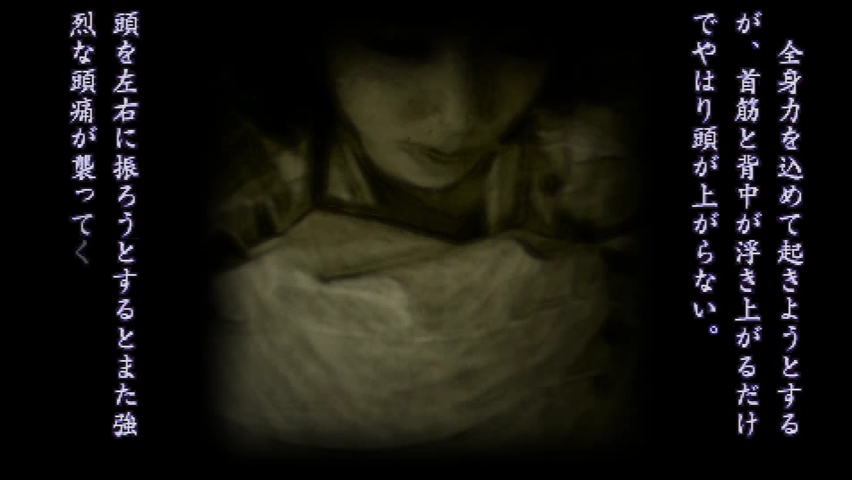 全身力を込めて起きようとする
が、首筋と背中が浮き上がるだけ
でやはり頭が上がらない。
頭を左右に振ろうとするとまた強
烈な頭痛が襲ってく